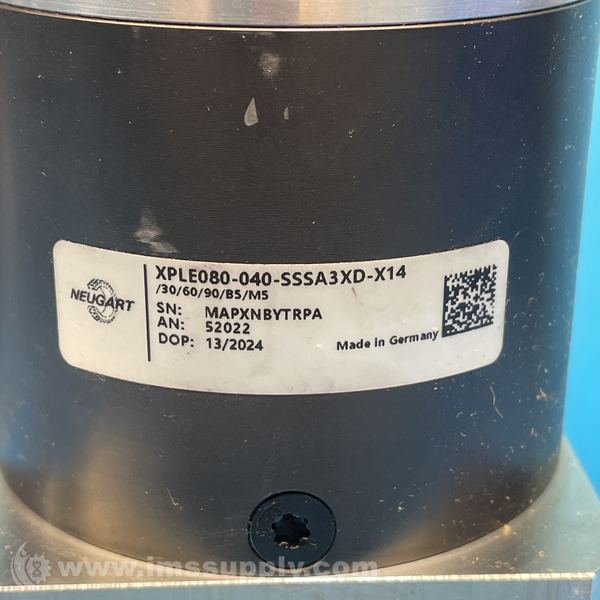 NEUGART
XPLE080-040-SSSA3XD-X14
/30/60/90/B5/M5
SN: MAPXNBYTRPA
AN: 52022
DOP: 13/2024
Made in Germany
www.imssupply.com